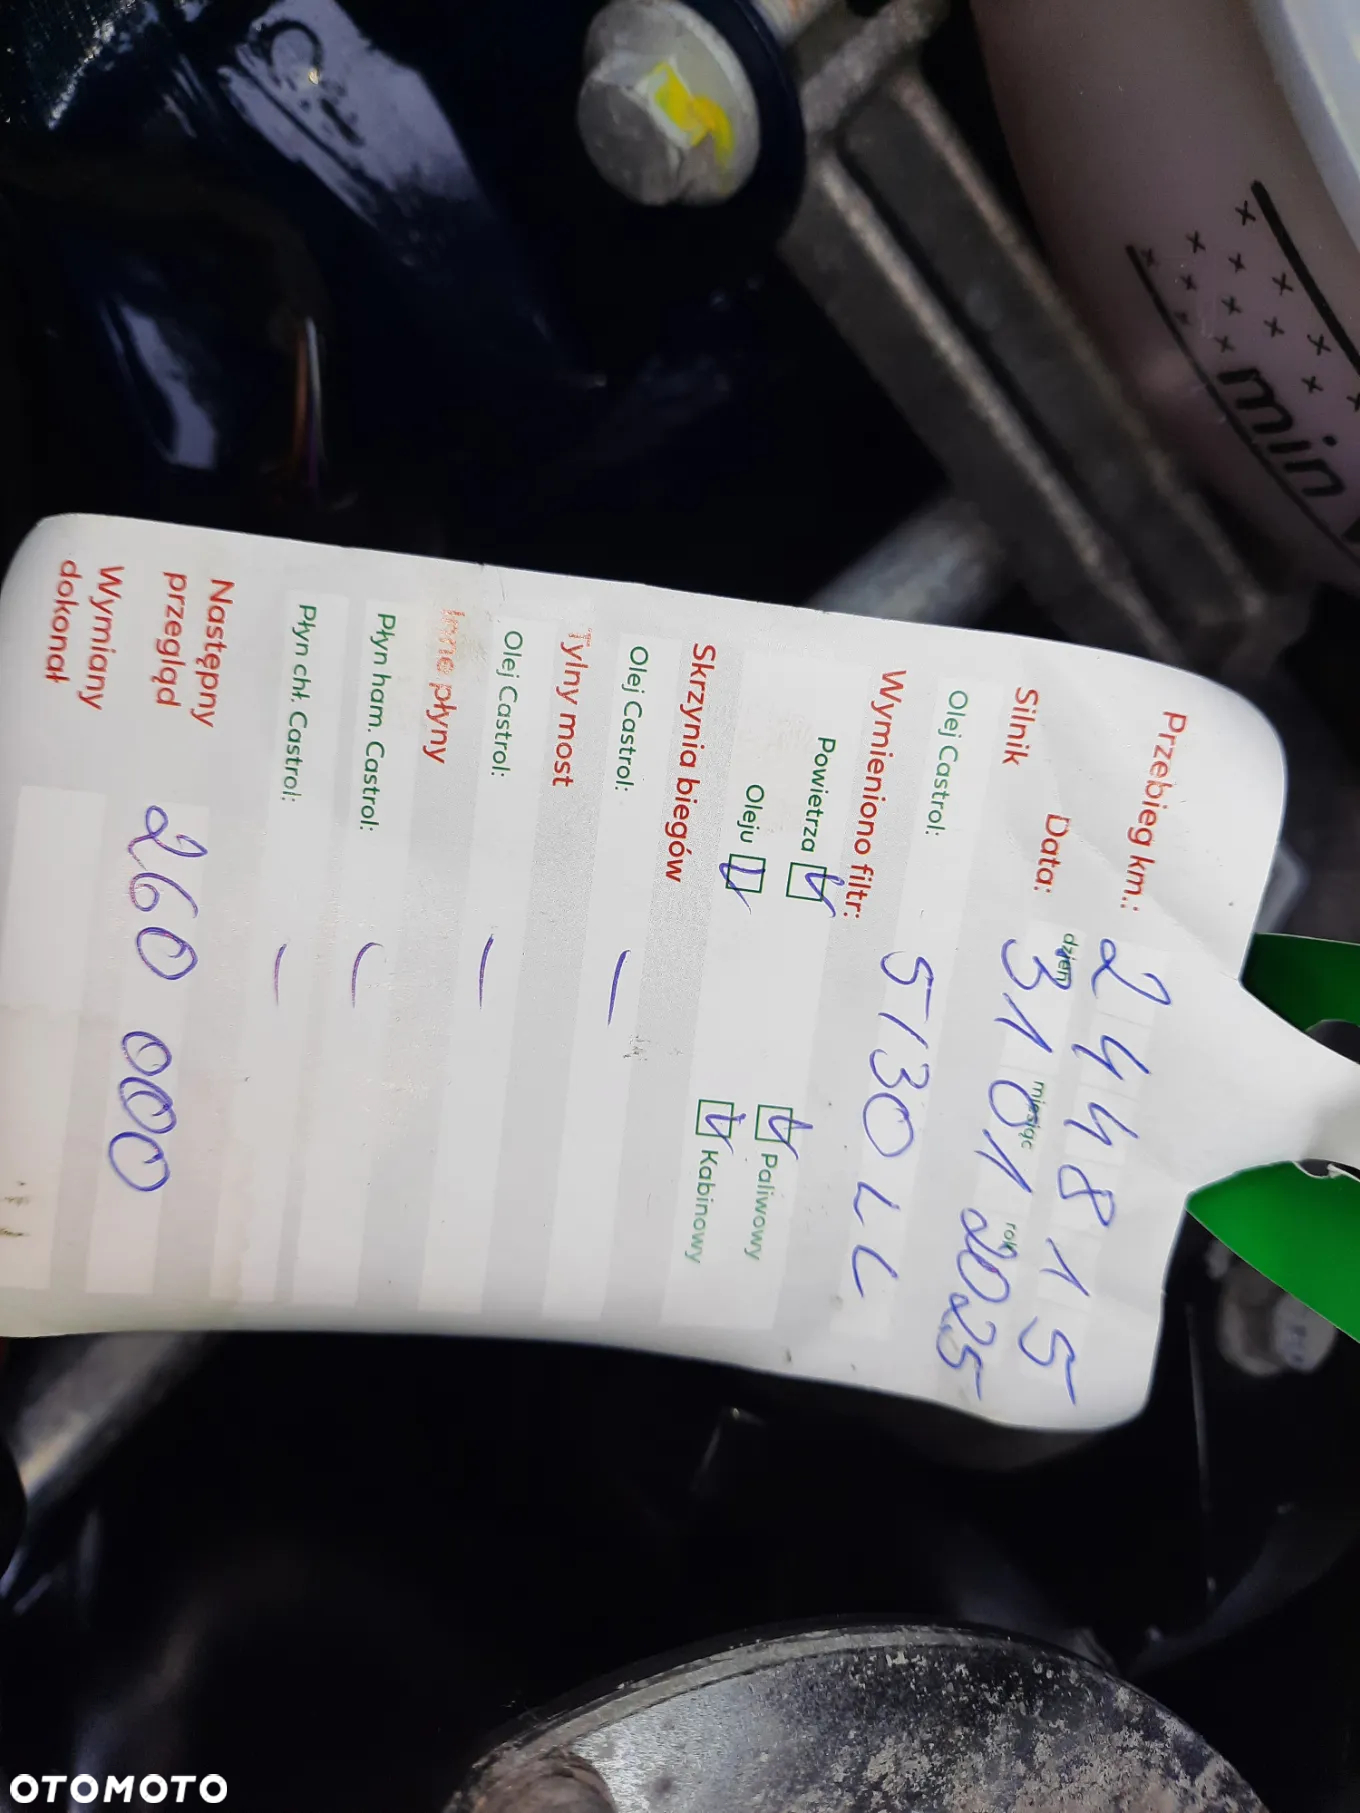 Przebieg km.: 244815
dzień miesiąc rok
Data: 31 01 2025
Silnik
Olej Castrol: 5/30 LL
Wymieniono filtr:
Powietrza Paliwowy
Oleju Kabinowy
Skrzynia biegów
Olej Castrol: —
Tylny most
Olej Castrol: —
Inne płyny
Płyn ham. Castrol: —
Płyn chł. Castrol: —
Następny przegląd 260 000
Wymiany dokonał
min
OTOMOTO